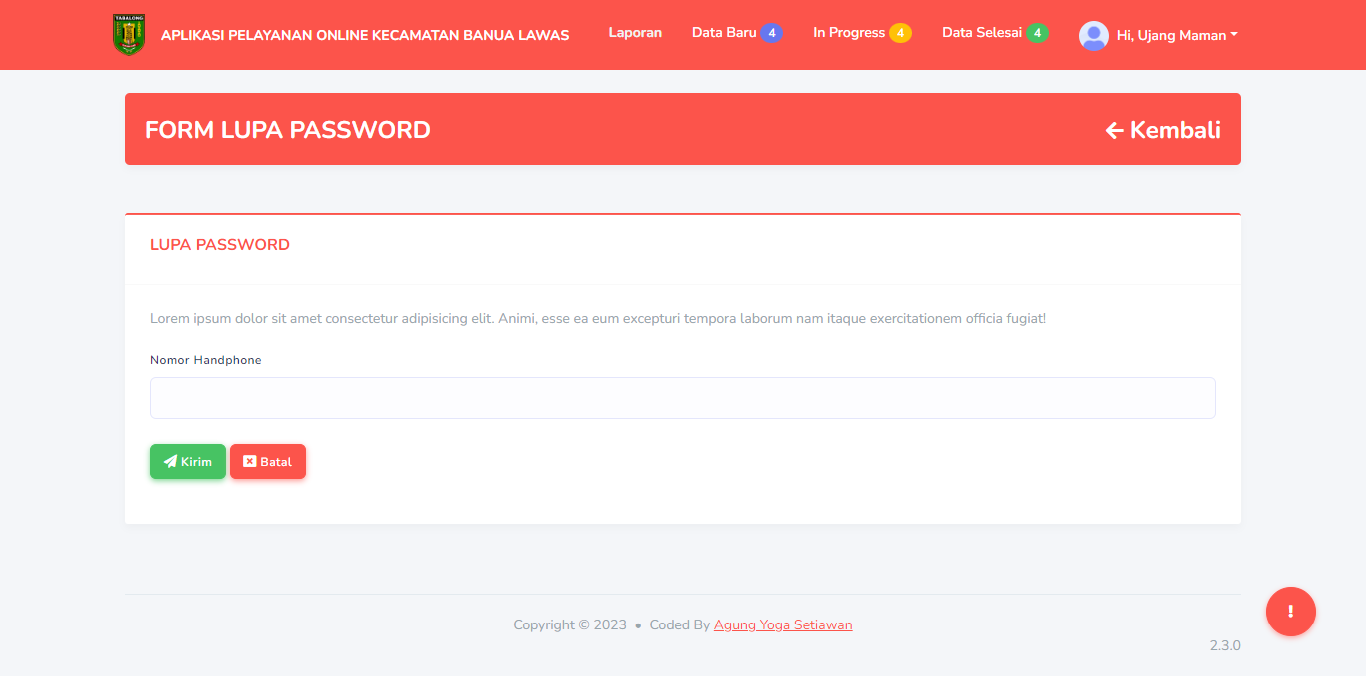 TABALONG
APLIKASI PELAYANAN ONLINE KECAMATAN BANUA LAWAS
Laporan
Data Baru 4
In Progress 4
Data Selesai 4
Hi, Ujang Maman
FORM LUPA PASSWORD
Kembali
LUPA PASSWORD
Lorem ipsum dolor sit amet consectetur adipisicing elit. Animi, esse ea eum excepturi tempora laborum nam itaque exercitationem officia fugiat!
Nomor Handphone
Kirim
Batal
!
Copyright © 2023 • Coded By Agung Yoga Setiawan
2.3.0